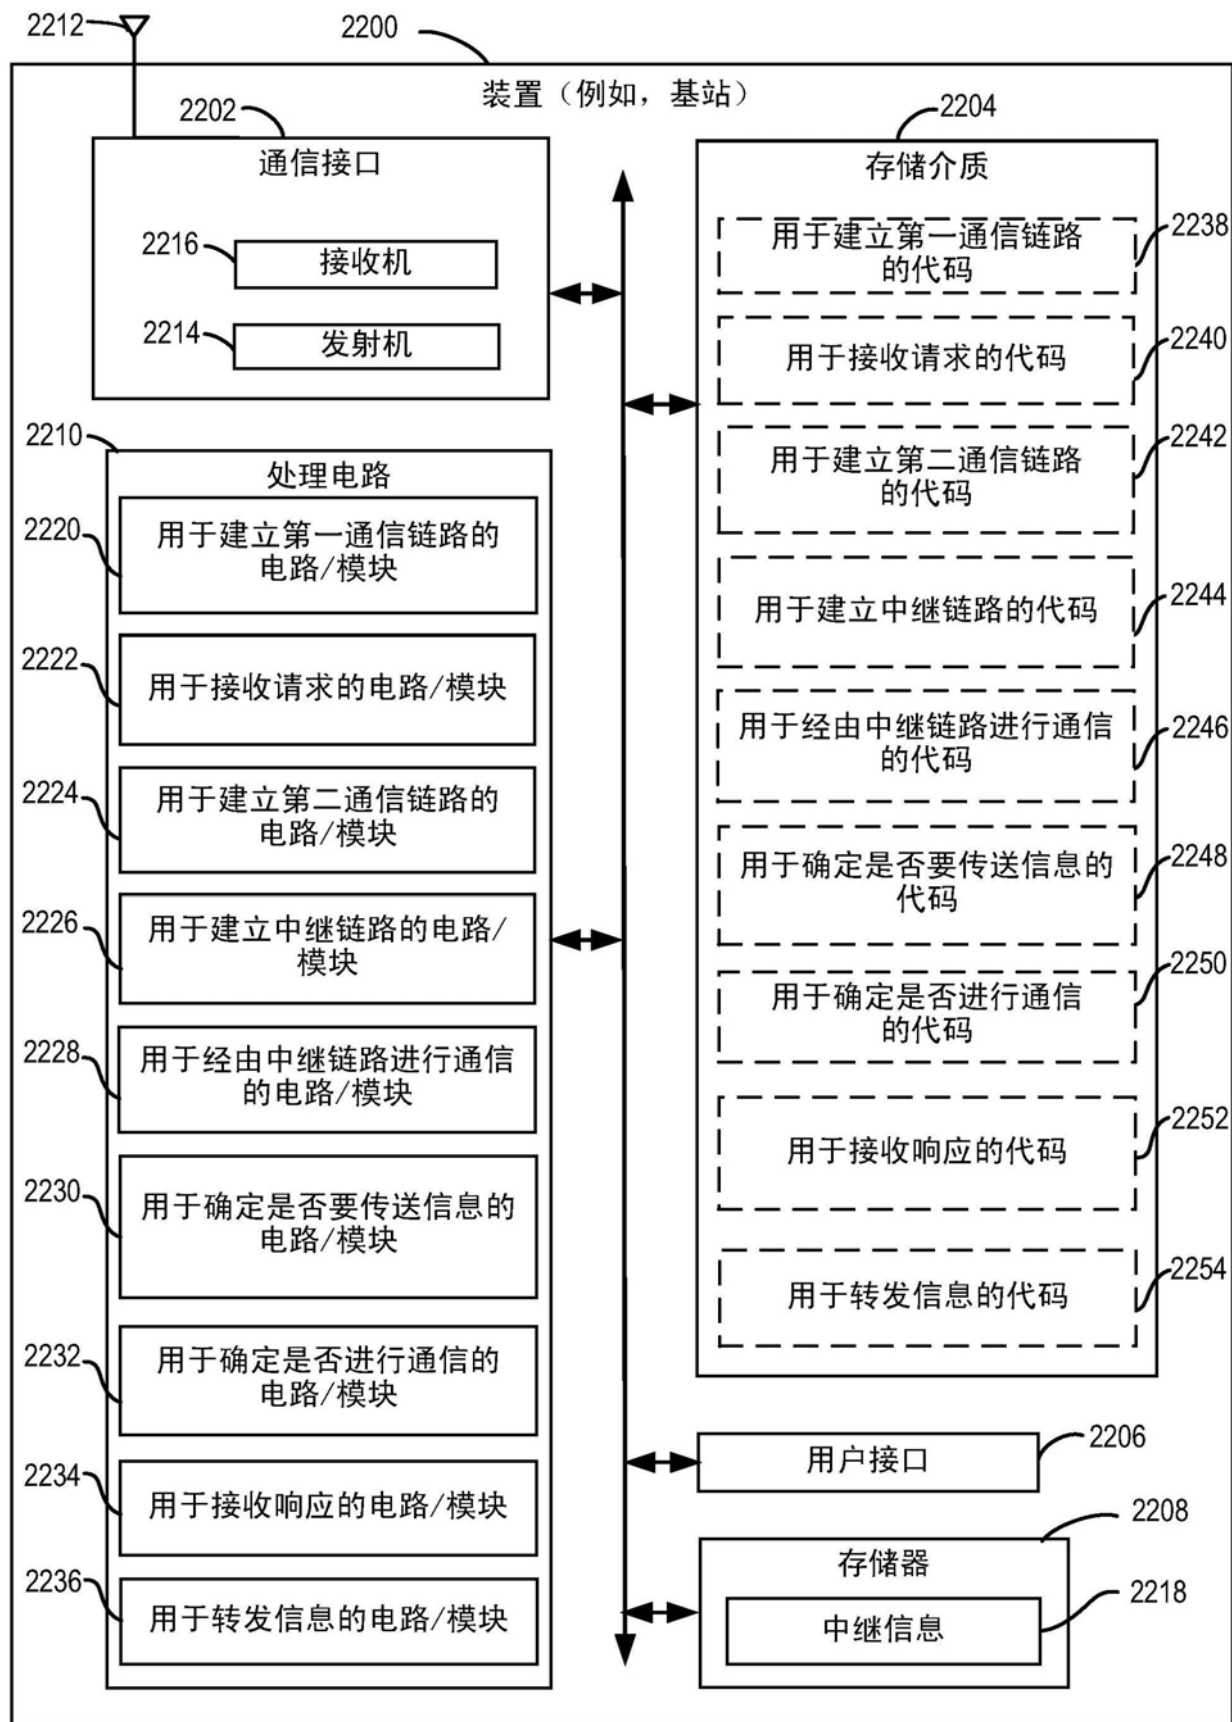 2212
2200
装置（例如，基站）
2202
通信接口
2216
接收机
2214
发射机
2210
处理电路
2220
用于建立第一通信链路的
电路/模块
2222
用于接收请求的电路/模块
2224
用于建立第二通信链路的
电路/模块
2226
用于建立中继链路的电路/
模块
2228
用于经由中继链路进行通信
的电路/模块
2230
用于确定是否要传送信息的
电路/模块
2232
用于确定是否进行通信的
电路/模块
2234
用于接收响应的电路/模块
2236
用于转发信息的电路/模块
2204
存储介质
用于建立第一通信链路
的代码
2238
用于接收请求的代码
2240
用于建立第二通信链路
的代码
2242
用于建立中继链路的代码
2244
用于经由中继链路进行通信
的代码
2246
用于确定是否要传送信息的
代码
2248
用于确定是否进行通信
的代码
2250
用于接收响应的代码
2252
用于转发信息的代码
2254
用户接口
2206
2208
存储器
中继信息
2218